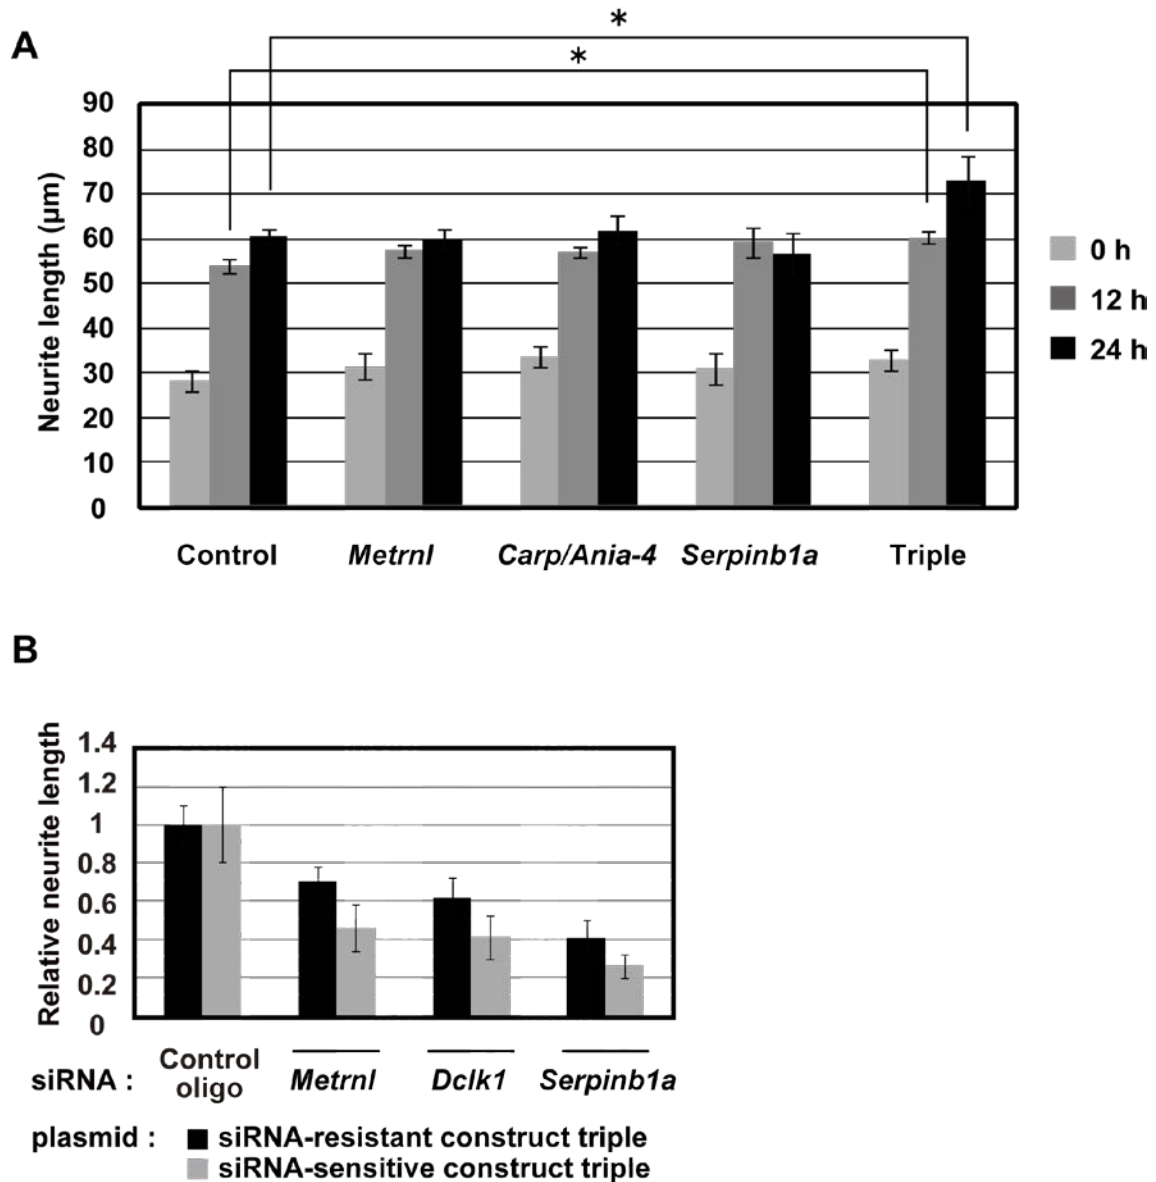 A
*
*
Neurite length (µm)
90
80
70
60
50
40
30
20
10
0
Control Metrnl Carp/Ania-4 Serpinb1a Triple
0 h
12 h
24 h
B
Relative neurite length
1.4
1.2
1
0.8
0.6
0.4
0.2
0
siRNA : Control oligo Metrnl Dclk1 Serpinb1a
plasmid : siRNA-resistant construct triple
siRNA-sensitive construct triple